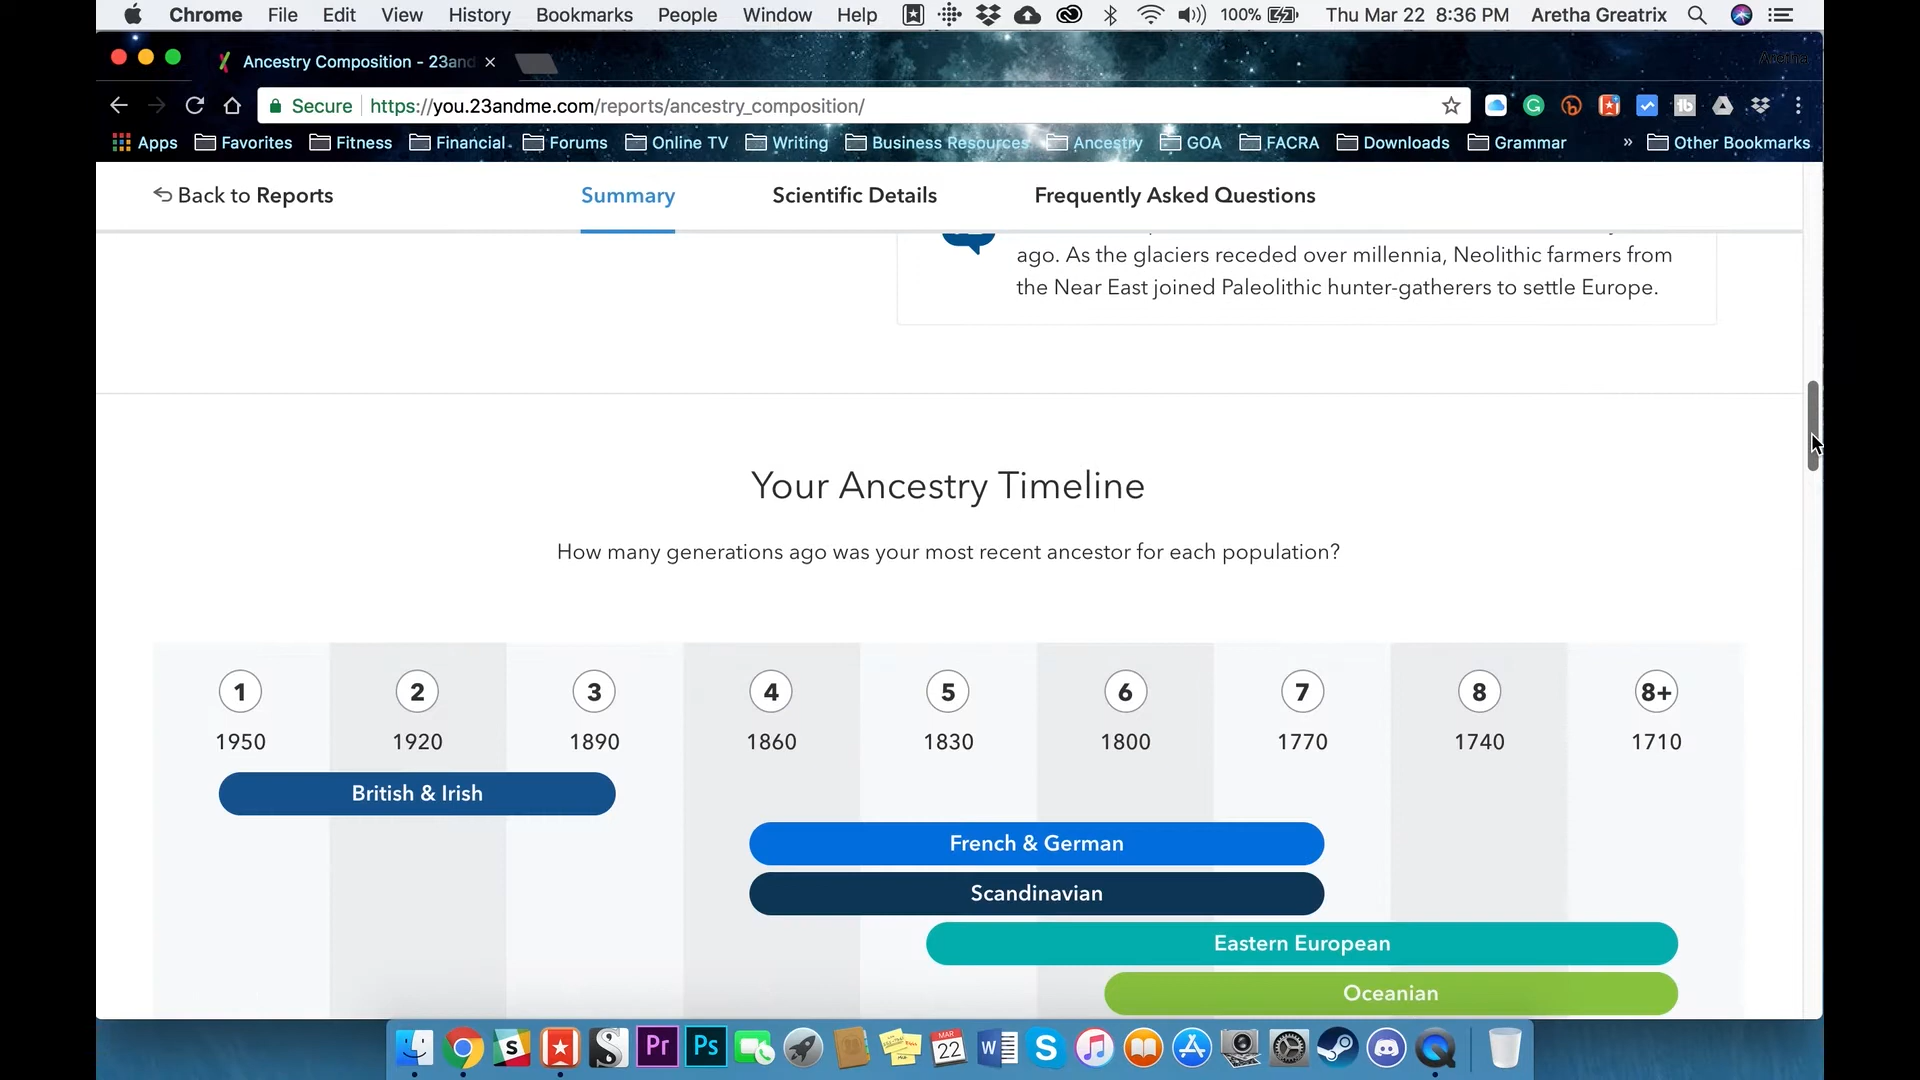 Chrome File Edit View History Bookmarks People Window Help 100% Thu Mar 22 8:36 PM Aretha Greatrix
Ancestry Composition - 23and
Aretha
Secure https://you.23andme.com/reports/ancestry_composition/
Apps Favorites Fitness Financial Forums Online TV Writing Business Resources Ancestry GOA FACRA Downloads Grammar » Other Bookmarks
Back to Reports Summary Scientific Details Frequently Asked Questions
ago. As the glaciers receded over millennia, Neolithic farmers from
the Near East joined Paleolithic hunter-gatherers to settle Europe.
Your Ancestry Timeline
How many generations ago was your most recent ancestor for each population?
1 2 3 4 5 6 7 8 8+
1950 1920 1890 1860 1830 1800 1770 1740 1710
British & Irish
French & German
Scandinavian
Eastern European
Oceanian
S S Pr Ps MAR 22 W S